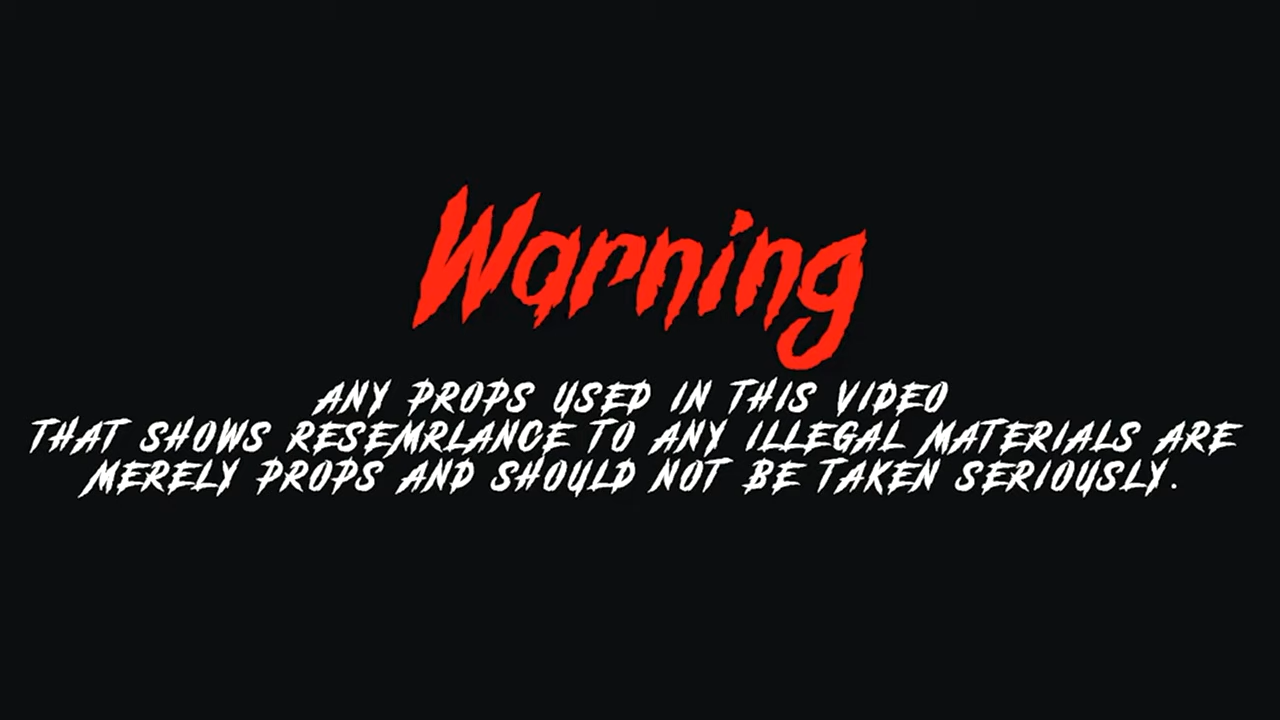 Warning
ANY PROPS USED IN THIS VIDEO
THAT SHOWS RESEMRLANCE TO ANY ILLEGAL MATERIALS ARE
MERELY PROPS AND SHOULD NOT BE TAKEN SERIOUSLY.